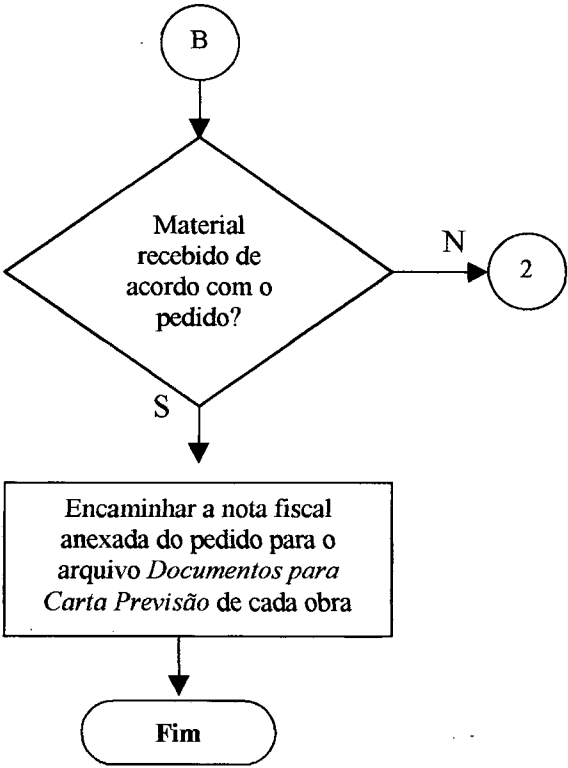 B
Material
recebido de
acordo com o
pedido?
N
2
S
Encaminhar a nota fiscal
anexada do pedido para o
arquivo Documentos para
Carta Previsão de cada obra
Fim